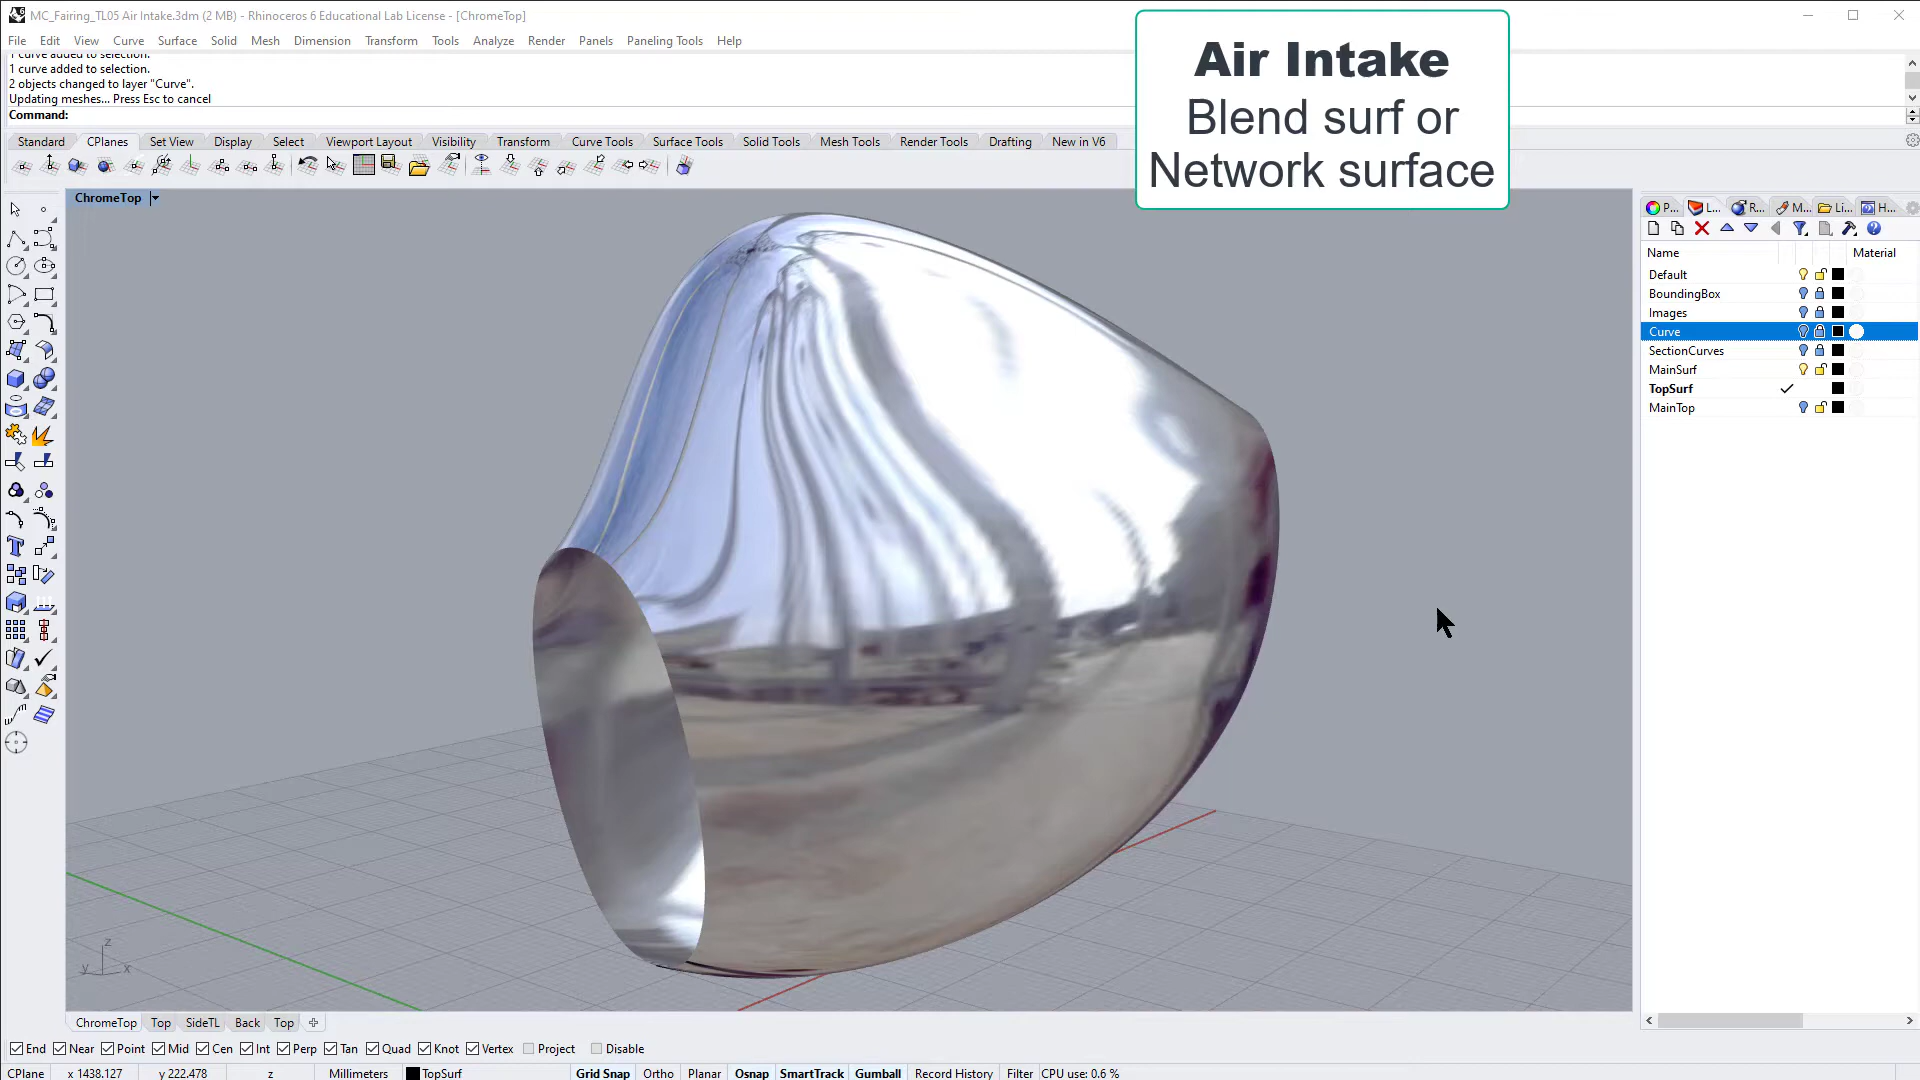 MC_Fairing_TL05 Air Intake.3dm (2 MB) - Rhinoceros 6 Educational Lab License - [ChromeTop]
File Edit View Curve Surface Solid Mesh Dimension Transform Tools Analyze Render Panels Paneling Tools Help
1 curve added to selection.
1 curve added to selection.
2 objects changed to layer "Curve".
Updating meshes... Press Esc to cancel
Command:
Air Intake
Blend surf or
Network surface
Standard CPlanes Set View Display Select Viewport Layout Visibility Transform Curve Tools Surface Tools Solid Tools Mesh Tools Render Tools Drafting New in V6
ChromeTop
P... L... R... M... Li... H...
Name Material
Default
BoundingBox
Images
Curve
SectionCurves
MainSurf
TopSurf
MainTop
z
y x
ChromeTop Top SideTL Back Top
End Near Point Mid Cen Int Perp Tan Quad Knot Vertex Project Disable
CPlane x 1438.127 y 222.478 z Millimeters TopSurf Grid Snap Ortho Planar Osnap SmartTrack Gumball Record History Filter CPU use: 0.6 %